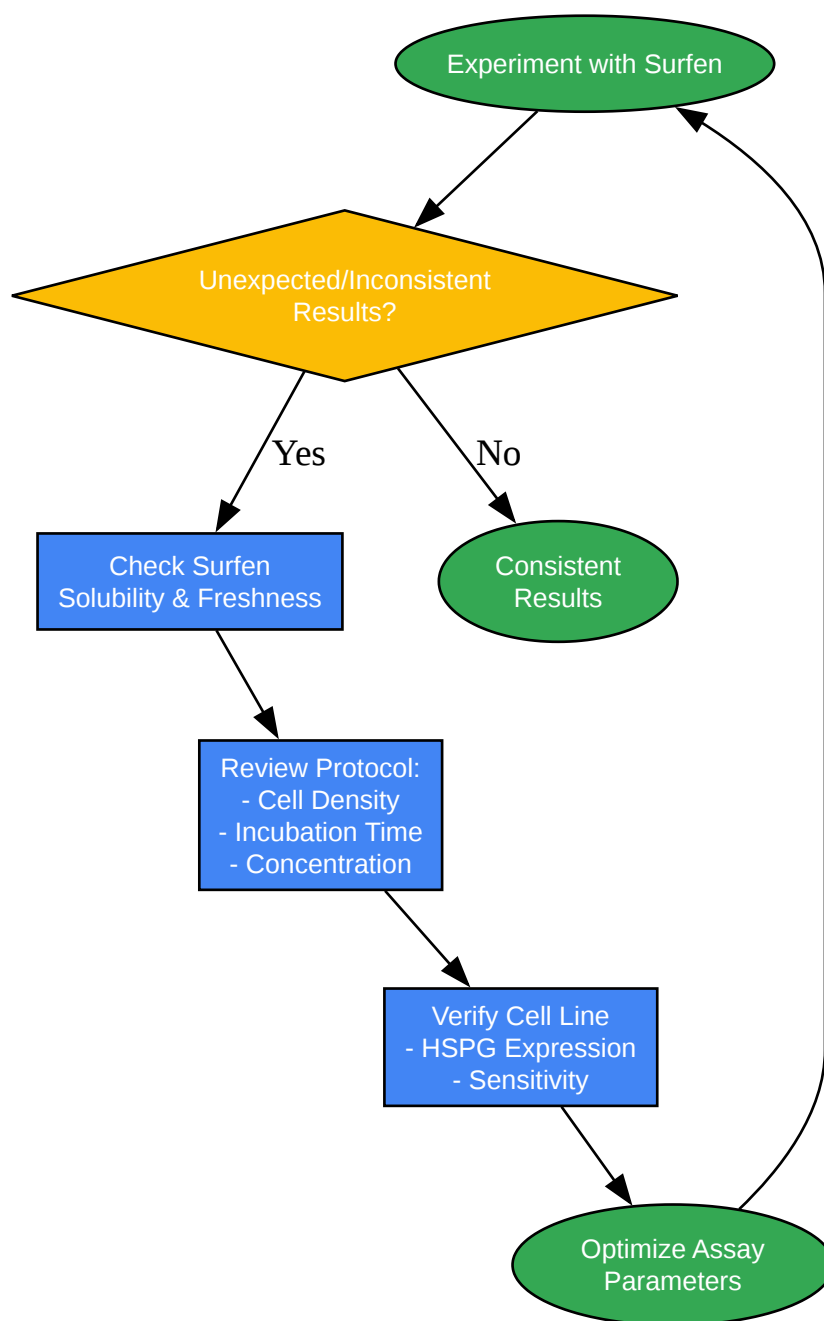 Experiment with Surfen
Unexpected/Inconsistent
Results?
Yes
No
Check Surfen
Solubility & Freshness
Consistent
Results
Review Protocol:
- Cell Density
- Incubation Time
- Concentration
Verify Cell Line
- HSPG Expression
- Sensitivity
Optimize Assay
Parameters